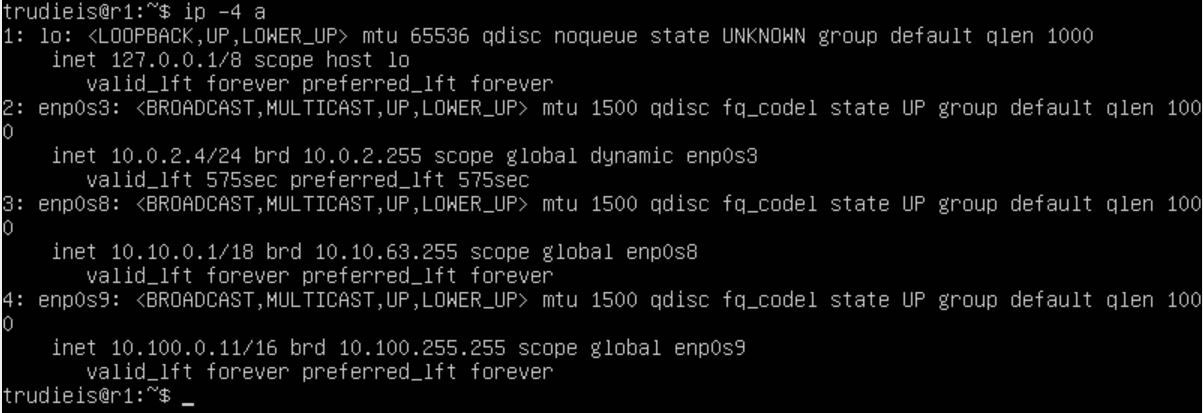 trudieis@r1:~$ ip -4 a
1: lo: <LOOPBACK,UP,LOWER_UP> mtu 65536 qdisc noqueue state UNKNOWN group default qlen 1000
    inet 127.0.0.1/8 scope host lo
       valid_lft forever preferred_lft forever
2: enp0s3: <BROADCAST,MULTICAST,UP,LOWER_UP> mtu 1500 qdisc fq_codel state UP group default qlen 100
0
    inet 10.0.2.4/24 brd 10.0.2.255 scope global dynamic enp0s3
       valid_lft 575sec preferred_lft 575sec
3: enp0s8: <BROADCAST,MULTICAST,UP,LOWER_UP> mtu 1500 qdisc fq_codel state UP group default qlen 100
0
    inet 10.10.0.1/18 brd 10.10.63.255 scope global enp0s8
       valid_lft forever preferred_lft forever
4: enp0s9: <BROADCAST,MULTICAST,UP,LOWER_UP> mtu 1500 qdisc fq_codel state UP group default qlen 100
0
    inet 10.100.0.11/16 brd 10.100.255.255 scope global enp0s9
       valid_lft forever preferred_lft forever
trudieis@r1:~$ _